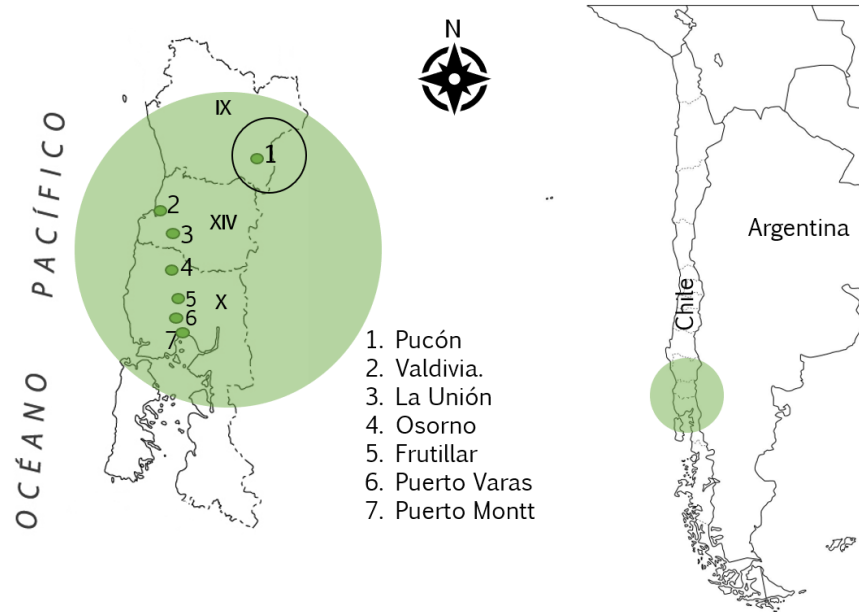 N
OCÉANO PACÍFICO
IX
1
2
XIV
3
4
5
X
6
7
1. Pucón
2. Valdivia.
3. La Unión
4. Osorno
5. Frutillar
6. Puerto Varas
7. Puerto Montt
Argentina
Chile